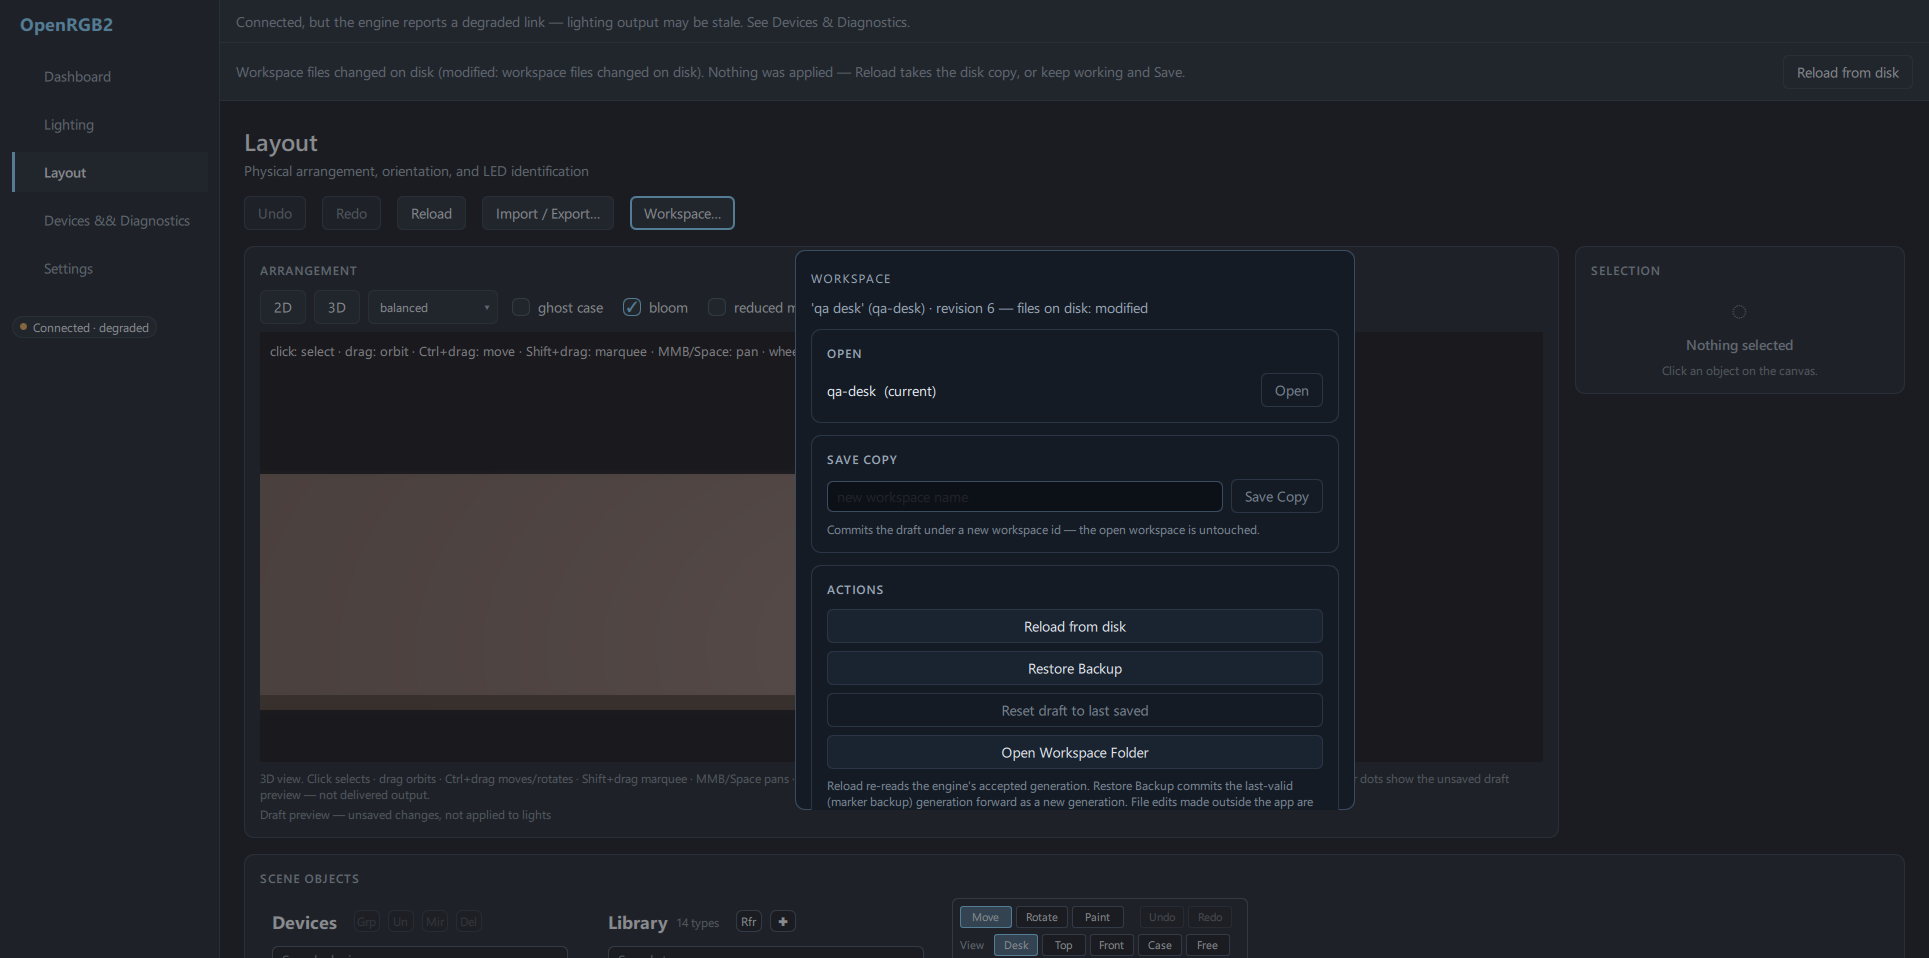 OpenRGB2
Dashboard
Lighting
Layout
Devices && Diagnostics
Settings
Connected · degraded
Connected, but the engine reports a degraded link — lighting output may be stale. See Devices & Diagnostics.
Workspace files changed on disk (modified: workspace files changed on disk). Nothing was applied — Reload takes the disk copy, or keep working and Save.
Reload from disk
Layout
Physical arrangement, orientation, and LED identification
Undo
Redo
Reload
Import / Export...
Workspace...
ARRANGEMENT
2D
3D
balanced
ghost case
bloom
reduced
click: select · drag: orbit · Ctrl+drag: move · Shift+drag: marquee · MMB/Space: pan ·
3D view. Click selects · drag orbits · Ctrl+drag moves/rotates · Shift+drag marquee · MMB/Space pans ·
dots show the unsaved draft
preview — not delivered output.
Draft preview — unsaved changes, not applied to lights
WORKSPACE
'qa desk' (qa-desk) · revision 6 — files on disk: modified
OPEN
qa-desk (current)
Open
SAVE COPY
new workspace name
Save Copy
Commits the draft under a new workspace id — the open workspace is untouched.
ACTIONS
Reload from disk
Restore Backup
Reset draft to last saved
Open Workspace Folder
Reload re-reads the engine's accepted generation. Restore Backup commits the last-valid
(marker backup) generation forward as a new generation. File edits made outside the app are
SELECTION
Nothing selected
Click an object on the canvas.
SCENE OBJECTS
Devices
Grp
Un
Mir
Del
Library
14 types
Rfr
Move
Rotate
Paint
Undo
Redo
View
Desk
Top
Front
Case
Free